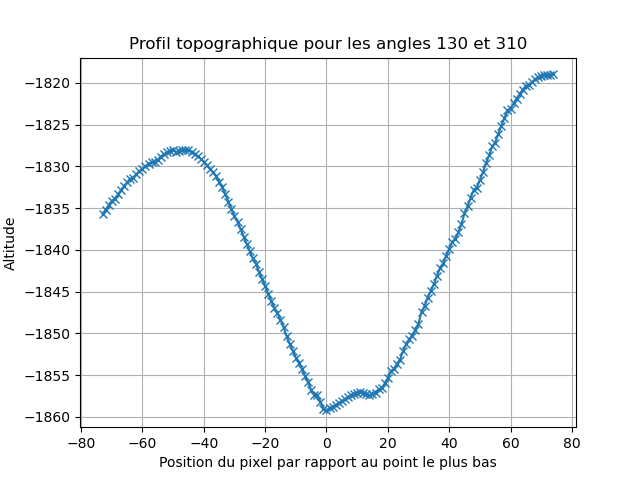 Profil topographique pour les angles 130 et 310
−1820
−1825
−1830
−1835
−1840
−1845
−1850
−1855
−1860
Altitude
−80 −60 −40 −20 0 20 40 60 80
Position du pixel par rapport au point le plus bas